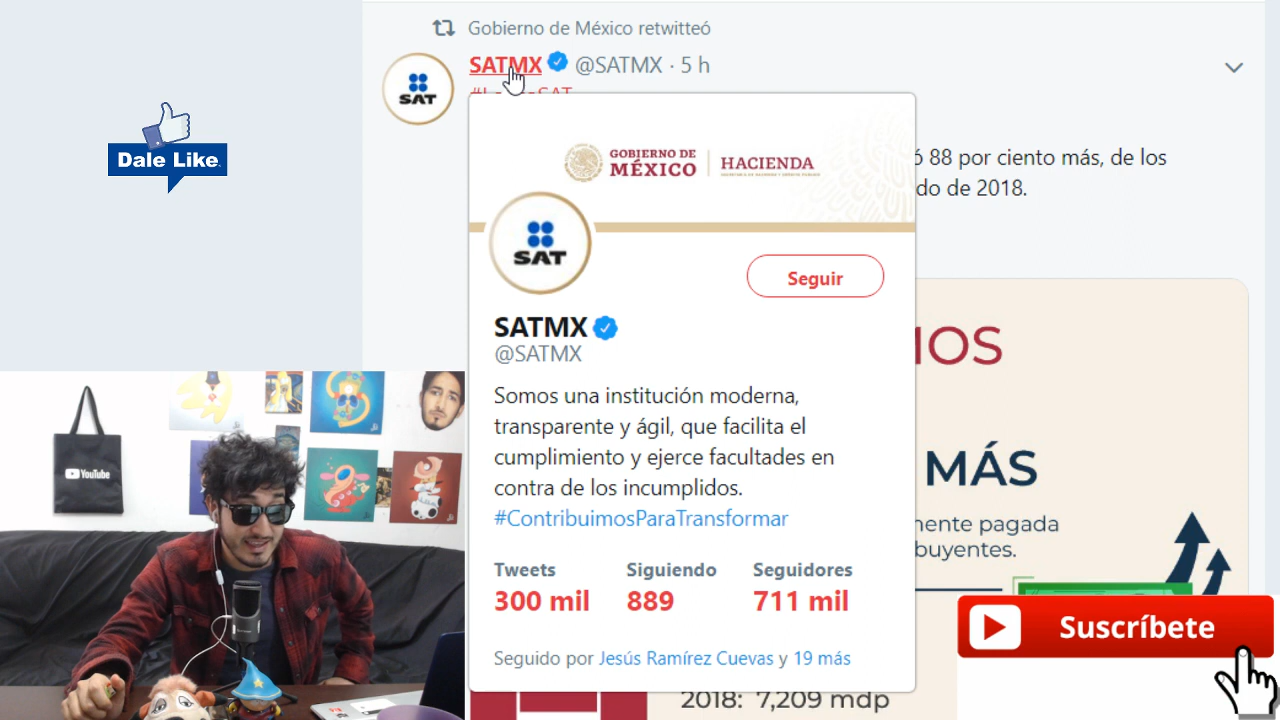 Gobierno de México retwitteó
SATMX @SATMX · 5 h
SAT
Dale Like
GOBIERNO DE
MÉXICO
HACIENDA
ó 88 por ciento más, de los
do de 2018.
SAT
Seguir
SATMX
@SATMX
Somos una institución moderna,
transparente y ágil, que facilita el
cumplimiento y ejerce facultades en
contra de los incumplidos.
#ContribuimosParaTransformar
Tweets Siguiendo Seguidores
300 mil 889 711 mil
Seguido por Jesús Ramírez Cuevas y 19 más
IOS
MÁS
nente pagada
buyentes.
YouTube
Suscríbete
2018: 7,209 mdp